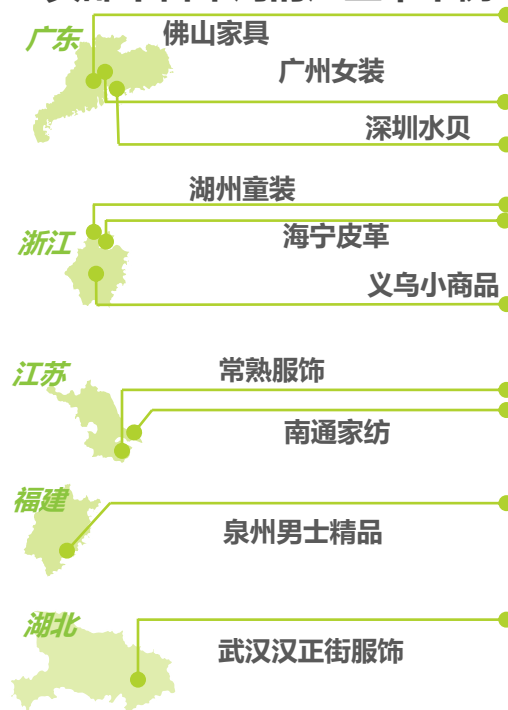 广东
佛山家具
广州女装
深圳水贝
湖州童装
浙江
海宁皮革
义乌小商品
江苏
常熟服饰
南通家纺
福建
泉州男士精品
湖北
武汉汉正街服饰